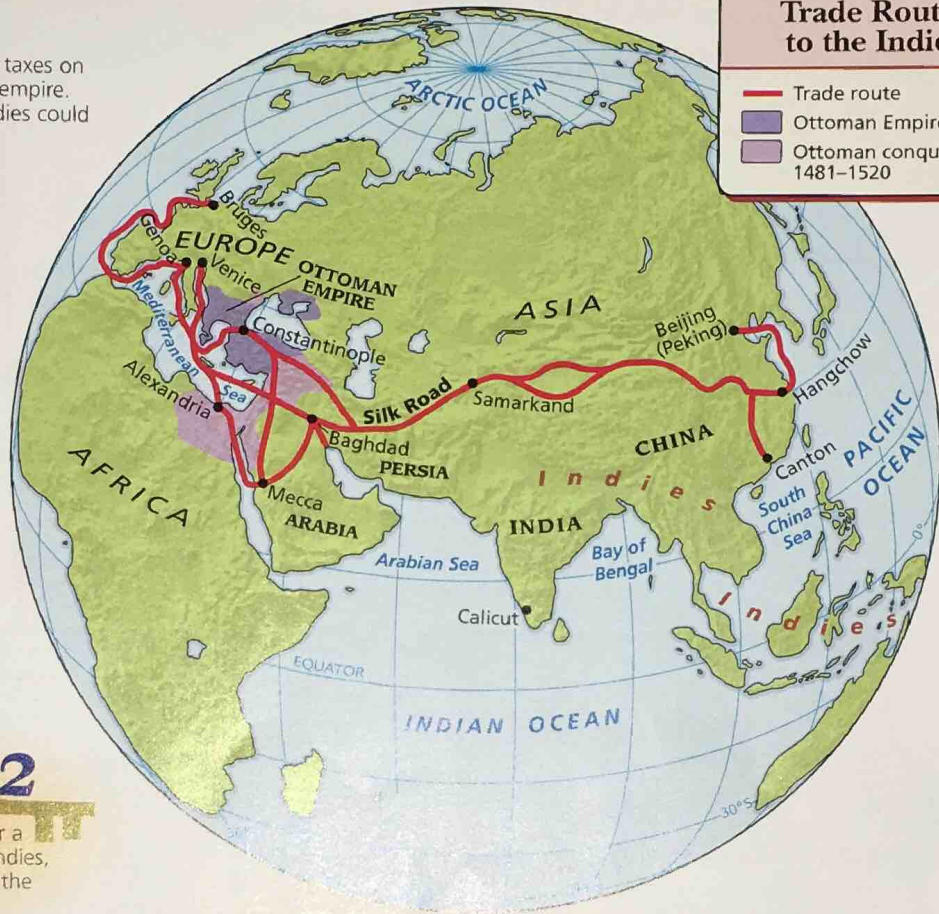 taxes on
empire.
dies could
Trade Rout
to the Indie
Trade route
Ottoman Empire
Ottoman conqu
1481–1520
ARCTIC OCEAN
Bruges
Genoa
EUROPE
Venice
OTTOMAN
EMPIRE
ASIA
Mediterranean
Sea
Constantinople
Beijing
(Peking)
Hangchow
Alexandria
Silk Road
Samarkand
PACIFIC
OCEAN
Baghdad
CHINA
Canton
AFRICA
PERSIA
Indies
Mecca
ARABIA
INDIA
South
China
Sea
0°
Arabian Sea
Bay of
Bengal
Indies
Calicut
EQUATOR
INDIAN OCEAN
30°S
2
r a
ndies,
the